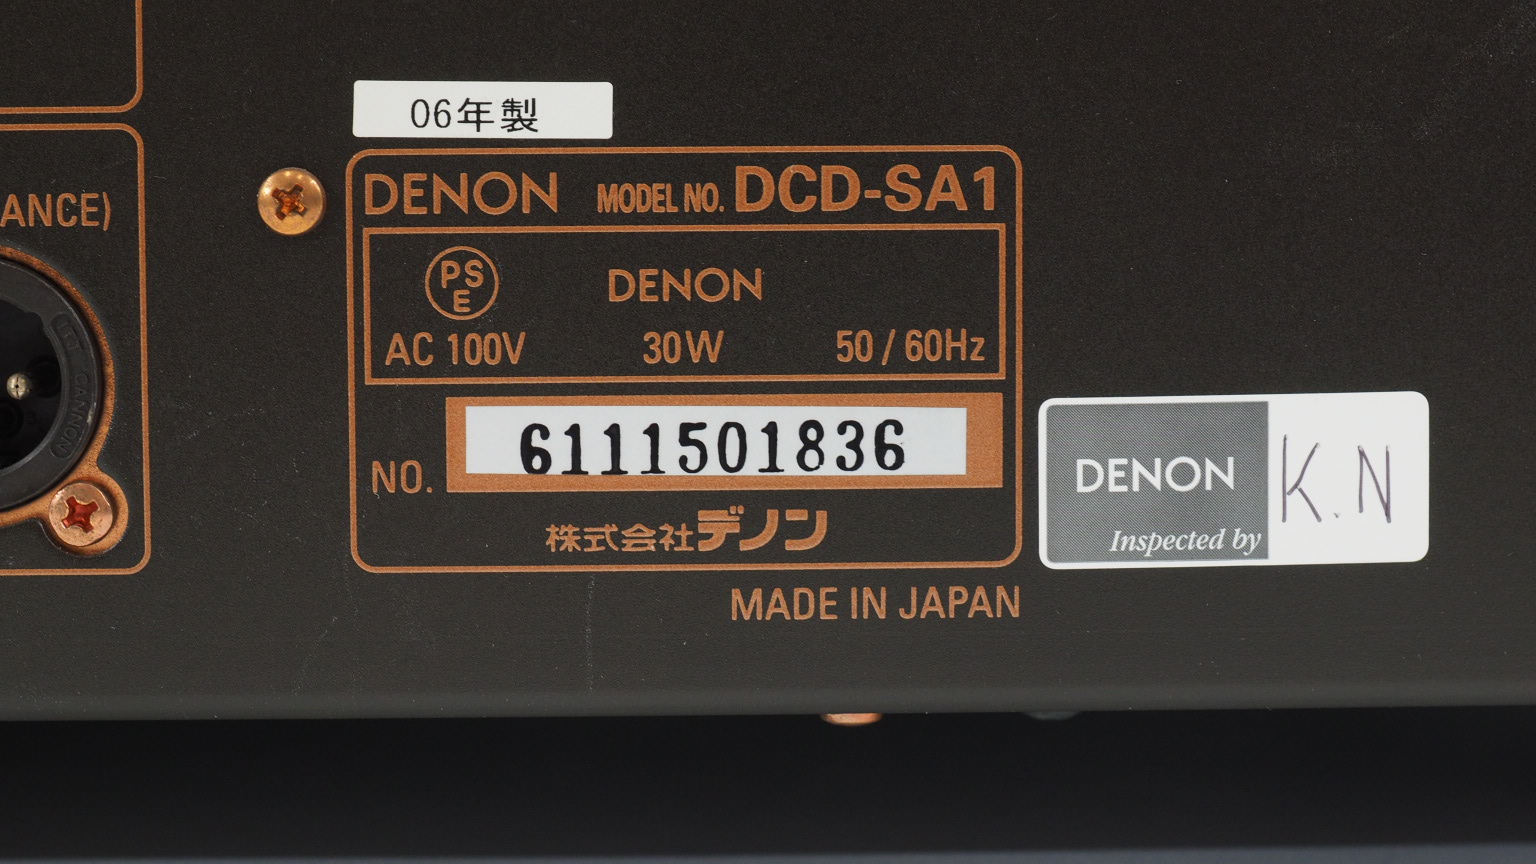 06年製
ANCE)
DENON MODEL NO. DCD-SA1
PS
E
DENON
AC 100V 30W 50 / 60Hz
NO. 6111501836
株式会社デノン
MADE IN JAPAN
DENON
Inspected by
K.N
CANNON